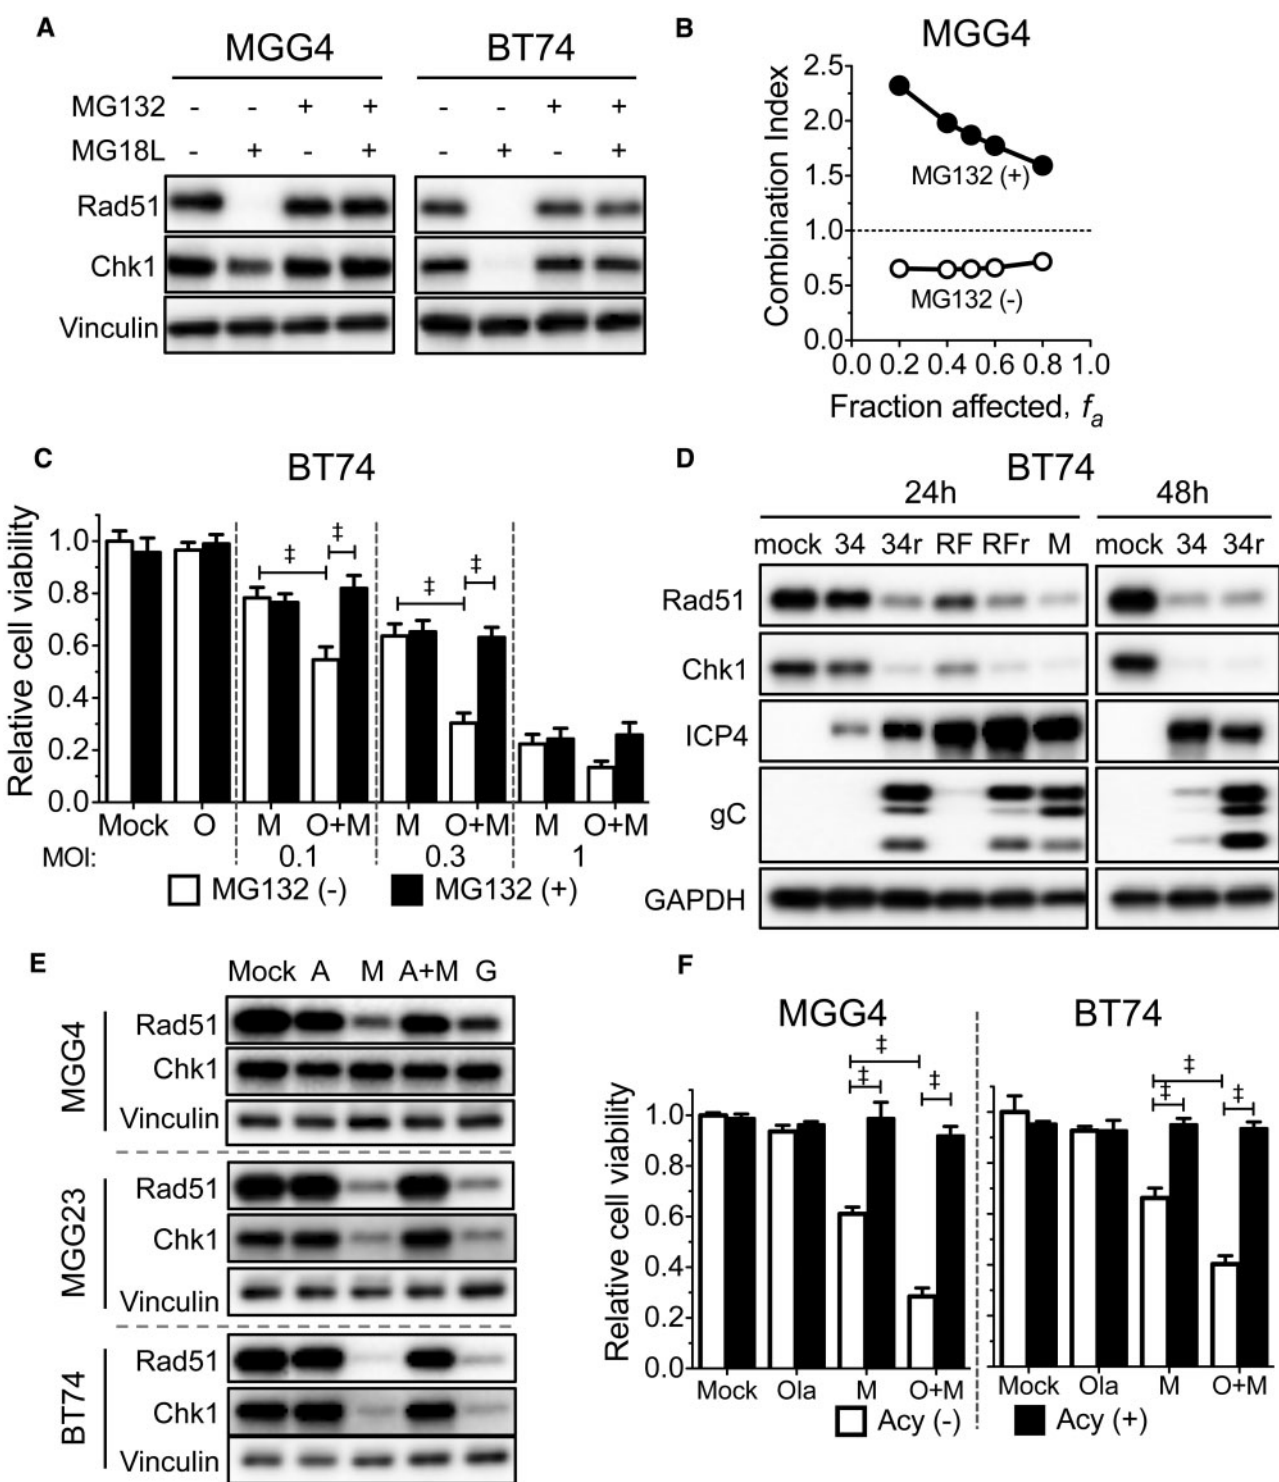 A
MGG4 BT74
MG132 - - + + - - + +
MG18L - + - + - + - +
Rad51
Chk1
Vinculin
B
MGG4
Combination Index
2.5
2.0
1.5
1.0
0.5
0.0
MG132 (+)
MG132 (-)
0.0 0.2 0.4 0.6 0.8 1.0
Fraction affected, fa
C
BT74
Relative cell viability
1.0
0.8
0.6
0.4
0.2
0.0
‡ ‡ ‡ ‡
Mock O M O+M M O+M M O+M
MOI: 0.1 0.3 1
MG132 (-) MG132 (+)
D
BT74
24h 48h
mock 34 34r RF RFr M mock 34 34r
Rad51
Chk1
ICP4
gC
GAPDH
E
Mock A M A+M G
MGG4
Rad51
Chk1
Vinculin
MGG23
Rad51
Chk1
Vinculin
BT74
Rad51
Chk1
Vinculin
F
MGG4 BT74
Relative cell viability
1.0
0.8
0.6
0.4
0.2
0.0
‡ ‡ ‡ ‡ ‡ ‡
Mock Ola M O+M Mock Ola M O+M
Acy (-) Acy (+)